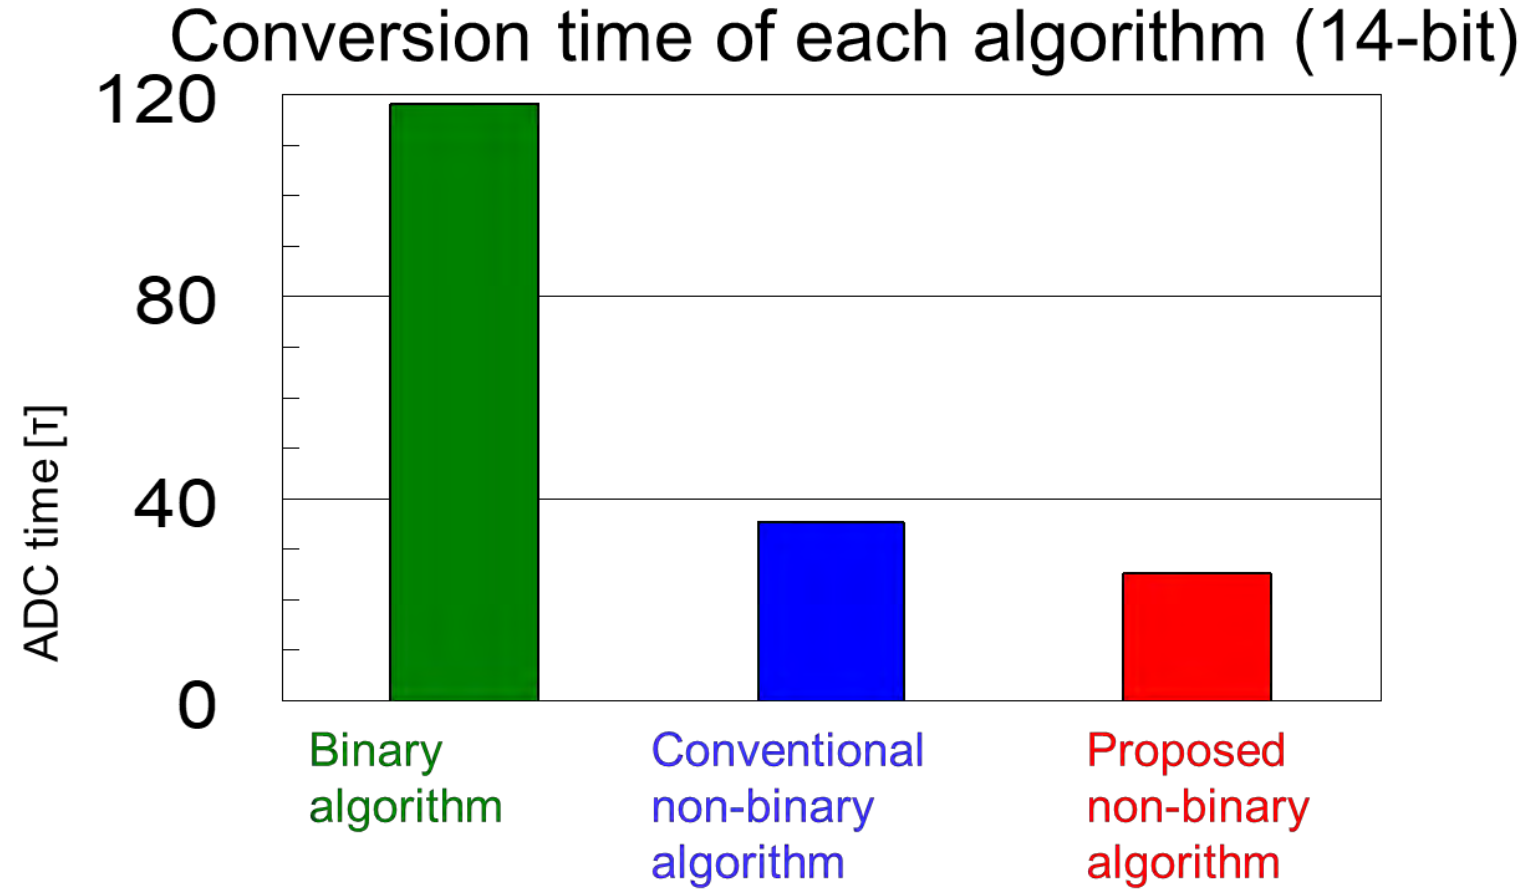 Conversion time of each algorithm (14-bit)
120
80
40
0
ADC time [τ]
Binary
algorithm
Conventional
non-binary
algorithm
Proposed
non-binary
algorithm